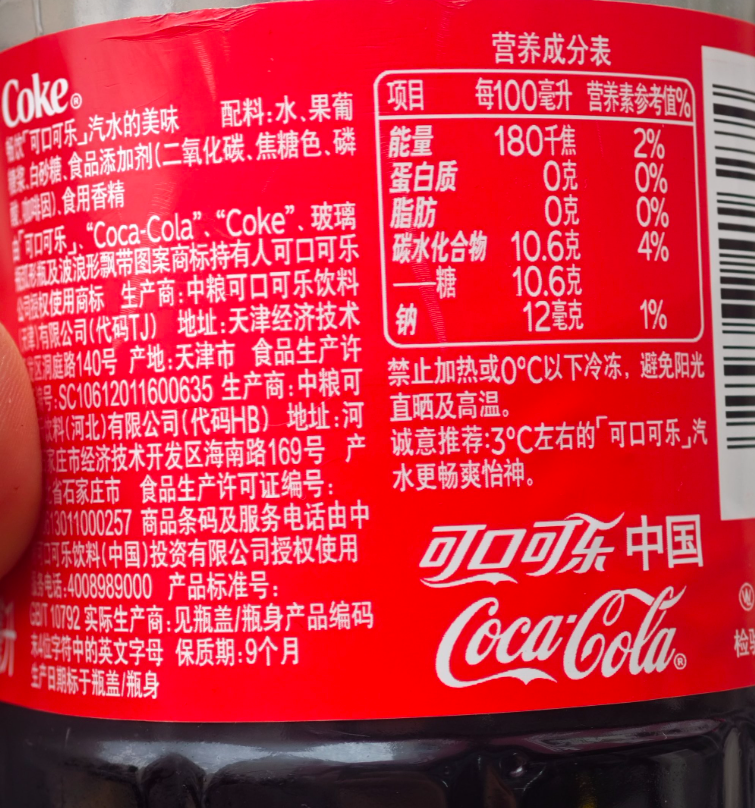 Coke®
「可口可乐」汽水的美味 配料:水、果葡
糖浆、白砂糖、食品添加剂(二氧化碳、焦糖色、磷
酸、咖啡因)、食用香精
由「可口可乐」、“Coca-Cola”、“Coke”、玻璃
弧形瓶及波浪形飘带图案商标持有人可口可乐
公司授权使用商标 生产商:中粮可口可乐饮料
(天津)有限公司(代码TJ) 地址:天津经济技术
区洞庭路140号 产地:天津市 食品生产许
号:SC10612011600635 生产商:中粮可
饮料(河北)有限公司(代码HB) 地址:河
家庄市经济技术开发区海南路169号 产
省石家庄市 食品生产许可证编号:
13011000257 商品条码及服务电话由中
可口可乐饮料(中国)投资有限公司授权使用
服务电话:4008989000 产品标准号:
GB/T 10792 实际生产商:见瓶盖/瓶身产品编码
末4位字符中的英文字母 保质期:9个月
生产日期标于瓶盖/瓶身
升
营养成分表
项目 每100毫升 营养素参考值%
能量 180千焦 2%
蛋白质 0克 0%
脂肪 0克 0%
碳水化合物 10.6克 4%
——糖 10.6克
钠 12毫克 1%
禁止加热或0°C以下冷冻，避免阳光
直晒及高温。
诚意推荐:3°C左右的「可口可乐」汽
水更畅爽怡神。
可口可乐 中国
Coca-Cola®